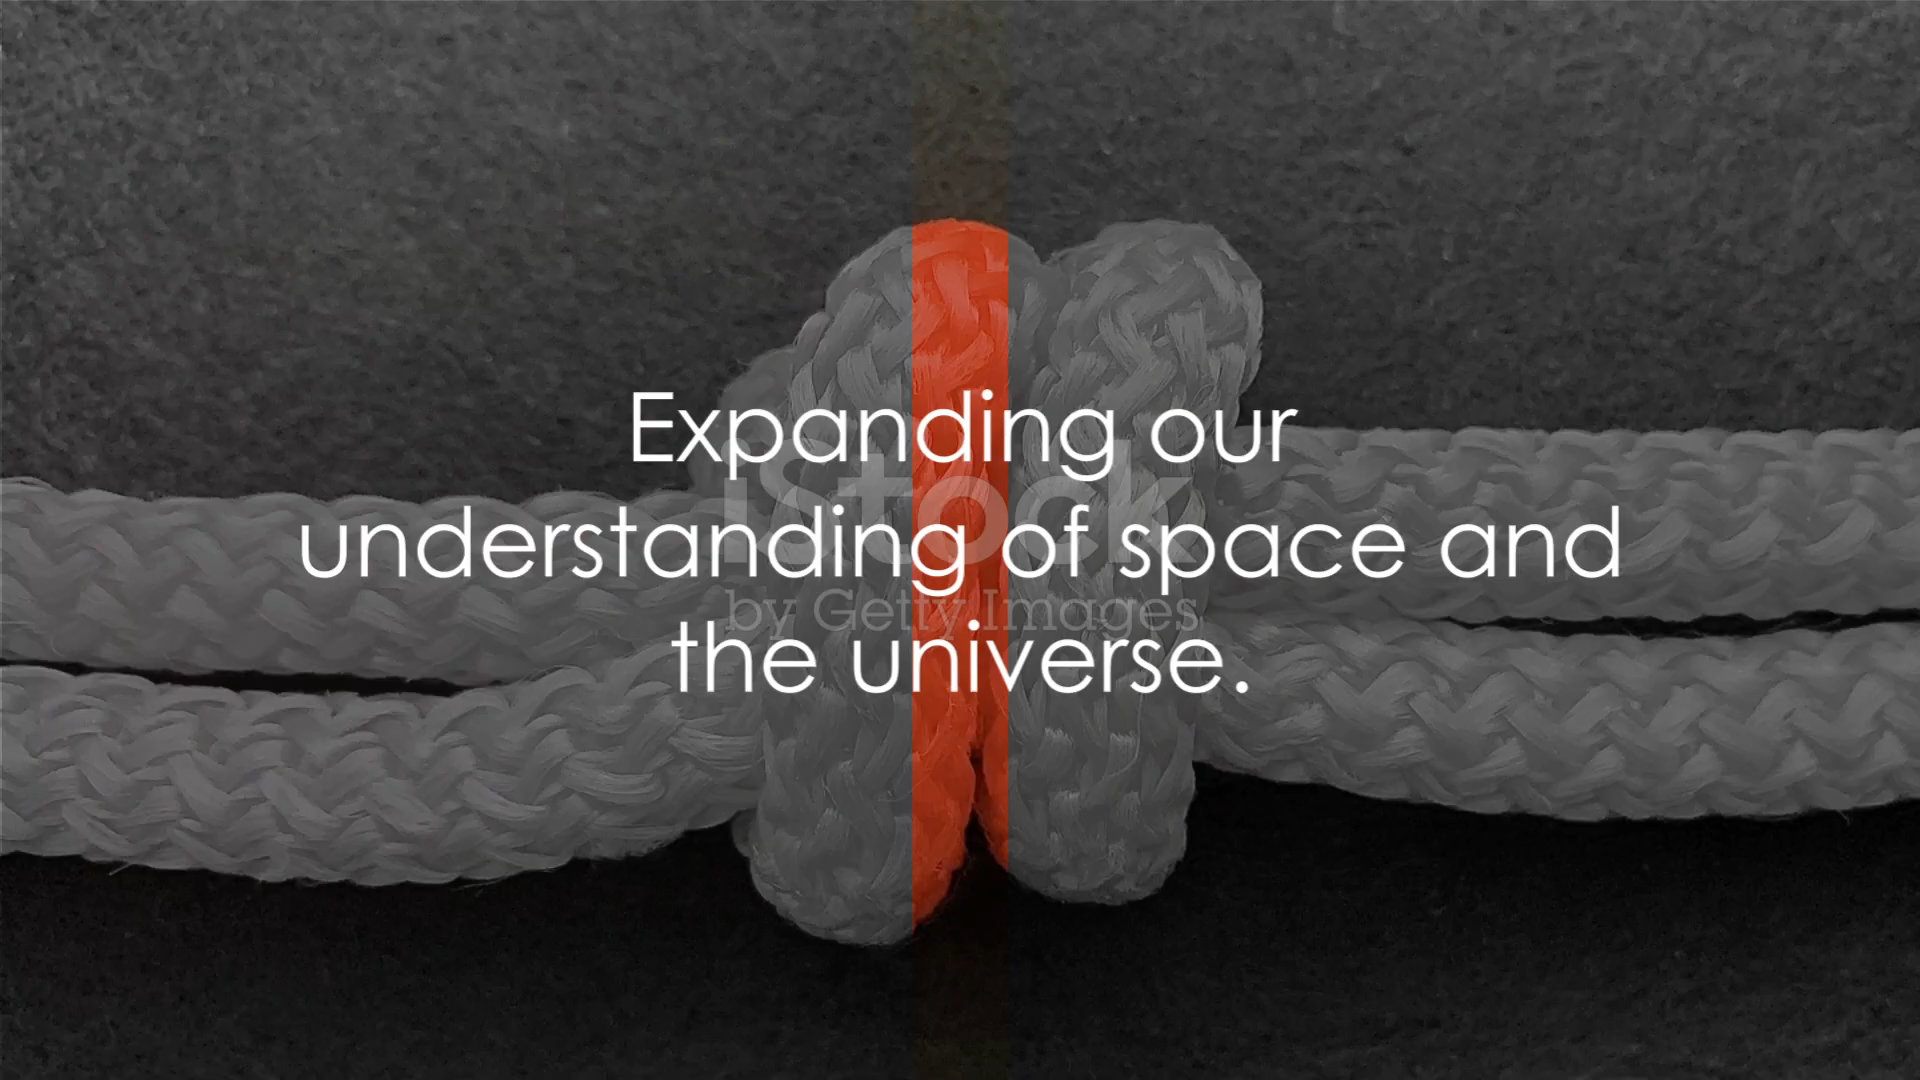 Expanding our
iStock
understanding of space and
by Getty Images
the universe.